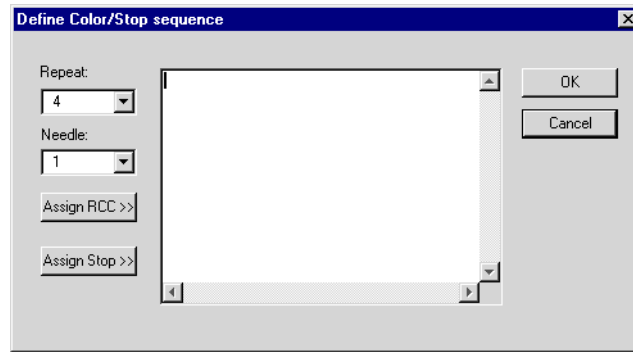 Define Color/Stop sequence
Repeat:
4
Needle:
1
Assign RCC >>
Assign Stop >>
OK
Cancel